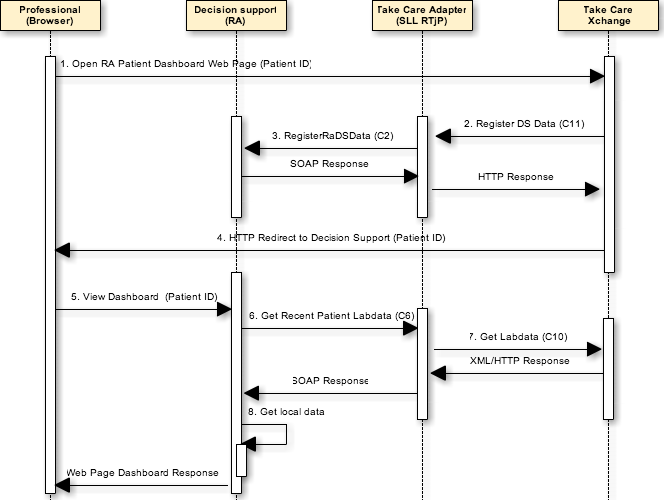 Professional
(Browser)
Decision support
(RA)
Take Care Adapter
(SLL RTjP)
Take Care
Xchange
1. Open RA Patient Dashboard Web Page (Patient ID)
2. Register DS Data (C11)
3. RegisterRaDSData (C2)
SOAP Response
HTTP Response
4. HTTP Redirect to Decision Support (Patient ID)
5. View Dashboard (Patient ID)
6. Get Recent Patient Labdata (C6)
7. Get Labdata (C10)
XML/HTTP Response
SOAP Response
8. Get local data
Web Page Dashboard Response